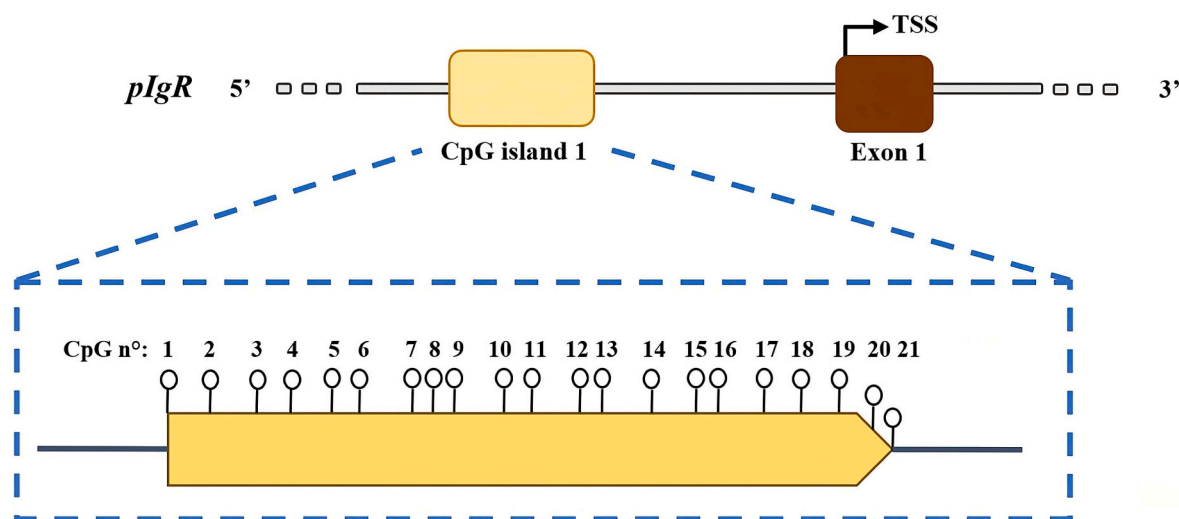 TSS
pIgR 5’ 3’
CpG island 1 Exon 1
CpG n°: 1 2 3 4 5 6 7 8 9 10 11 12 13 14 15 16 17 18 19 20 21